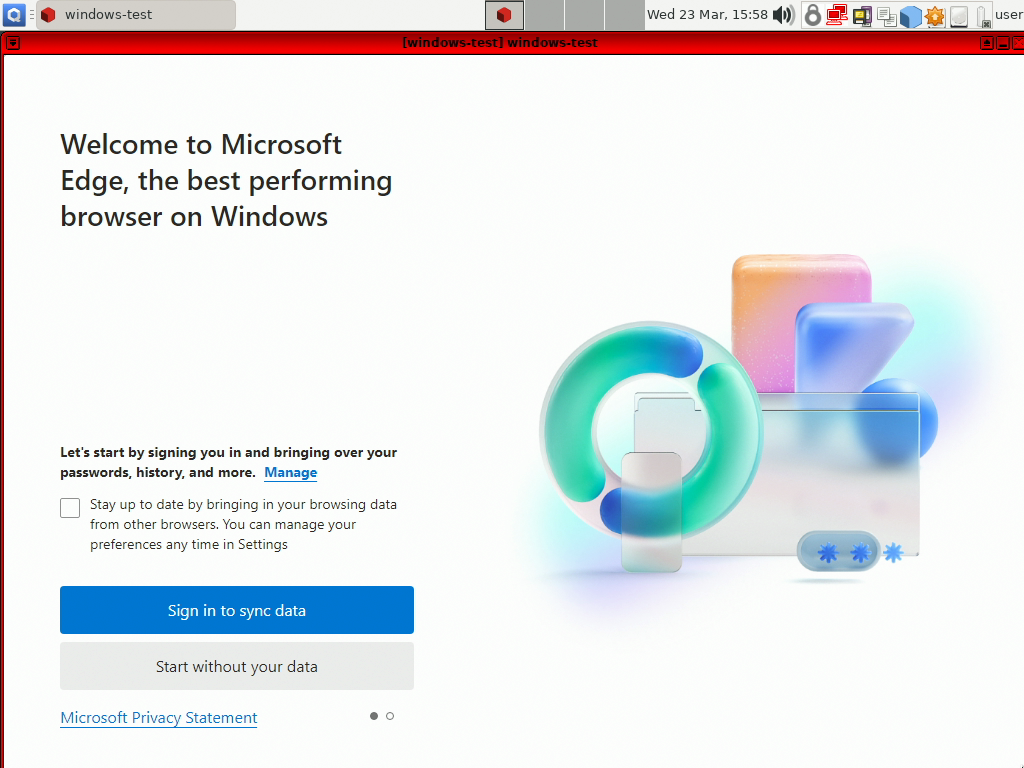 windows-test
Wed 23 Mar, 15:58
user
[windows-test] windows-test
Welcome to Microsoft
Edge, the best performing
browser on Windows
Let's start by signing you in and bringing over your
passwords, history, and more. Manage
Stay up to date by bringing in your browsing data
from other browsers. You can manage your
preferences any time in Settings
Sign in to sync data
Start without your data
Microsoft Privacy Statement